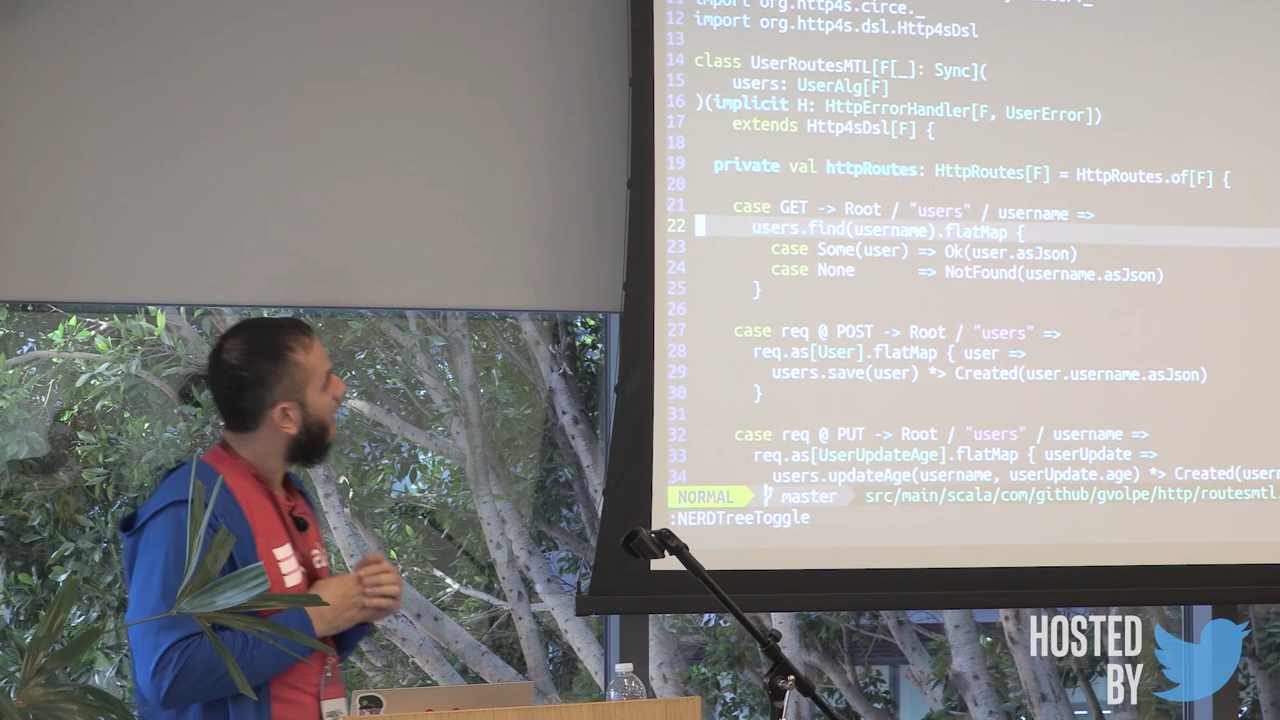 import org.http4s.circe._
12 import org.http4s.dsl.Http4sDsl
13
14 class UserRoutesMTL[F[_]: Sync](
15 users: UserAlg[F]
16 )(implicit H: HttpErrorHandler[F, UserError])
17 extends Http4sDsl[F] {
18
19 private val httpRoutes: HttpRoutes[F] = HttpRoutes.of[F] {
20
21 case GET -> Root / "users" / username =>
22 users.find(username).flatMap {
23 case Some(user) => Ok(user.asJson)
24 case None => NotFound(username.asJson)
25 }
26
27 case req @ POST -> Root / "users" =>
28 req.as[User].flatMap { user =>
29 users.save(user) *> Created(user.username.asJson)
30 }
31
32 case req @ PUT -> Root / "users" / username =>
33 req.as[UserUpdateAge].flatMap { userUpdate =>
34 users.updateAge(username, userUpdate.age) *> Created(user
NORMAL master src/main/scala/com/github/gvolpe/http/routesmtl
:NERDTreeToggle
HOSTED
BY